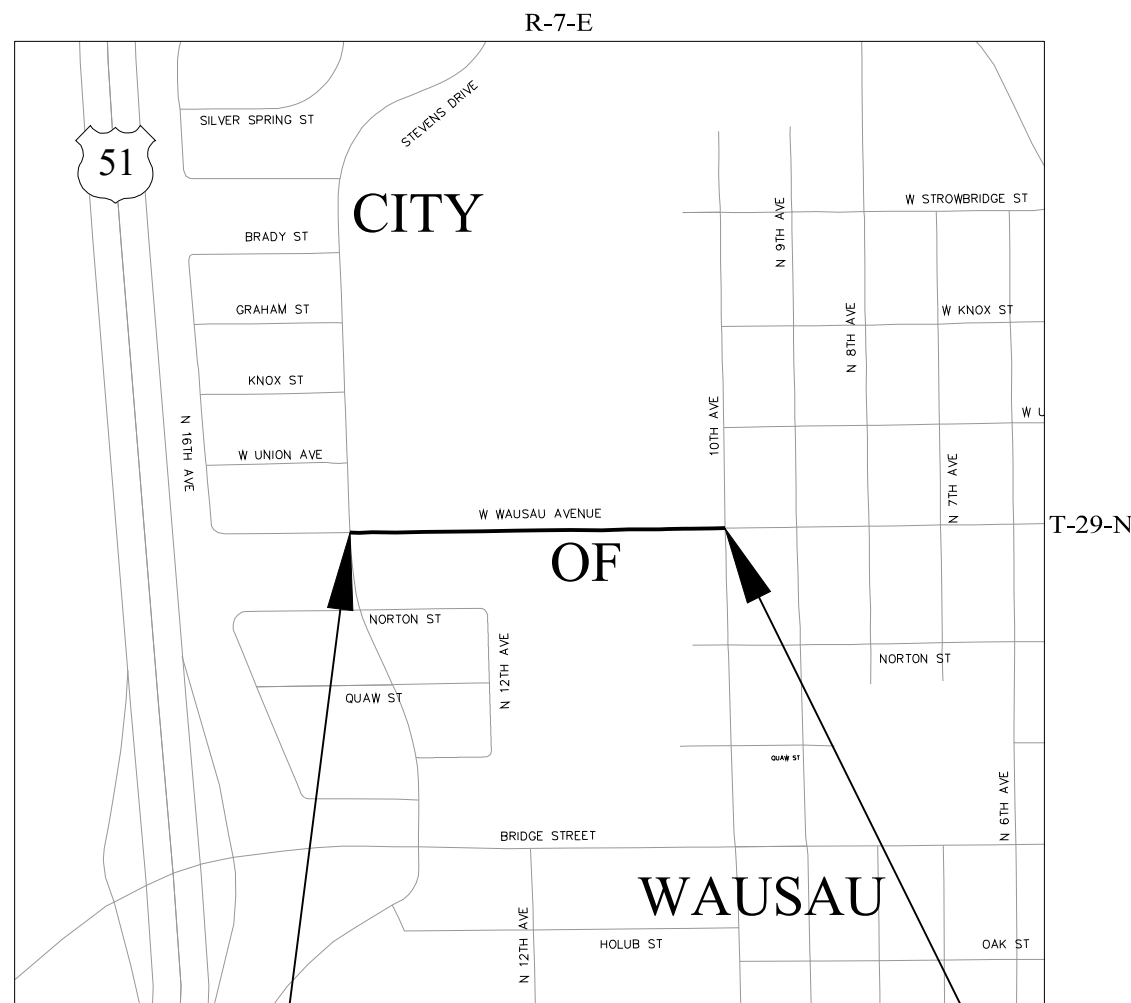 R-7-E
SILVER SPRING ST
STEVENS DRIVE
51
CITY
W STROWBRIDGE ST
BRADY ST
N 9TH AVE
GRAHAM ST
W KNOX ST
N 8TH AVE
KNOX ST
W U
10TH AVE
N 16TH AVE
W UNION AVE
N 7TH AVE
W WAUSAU AVENUE
T-29-N
OF
NORTON ST
NORTON ST
N 12TH AVE
QUAW ST
QUAW ST
N 6TH AVE
BRIDGE STREET
WAUSAU
N 12TH AVE
HOLUB ST
OAK ST